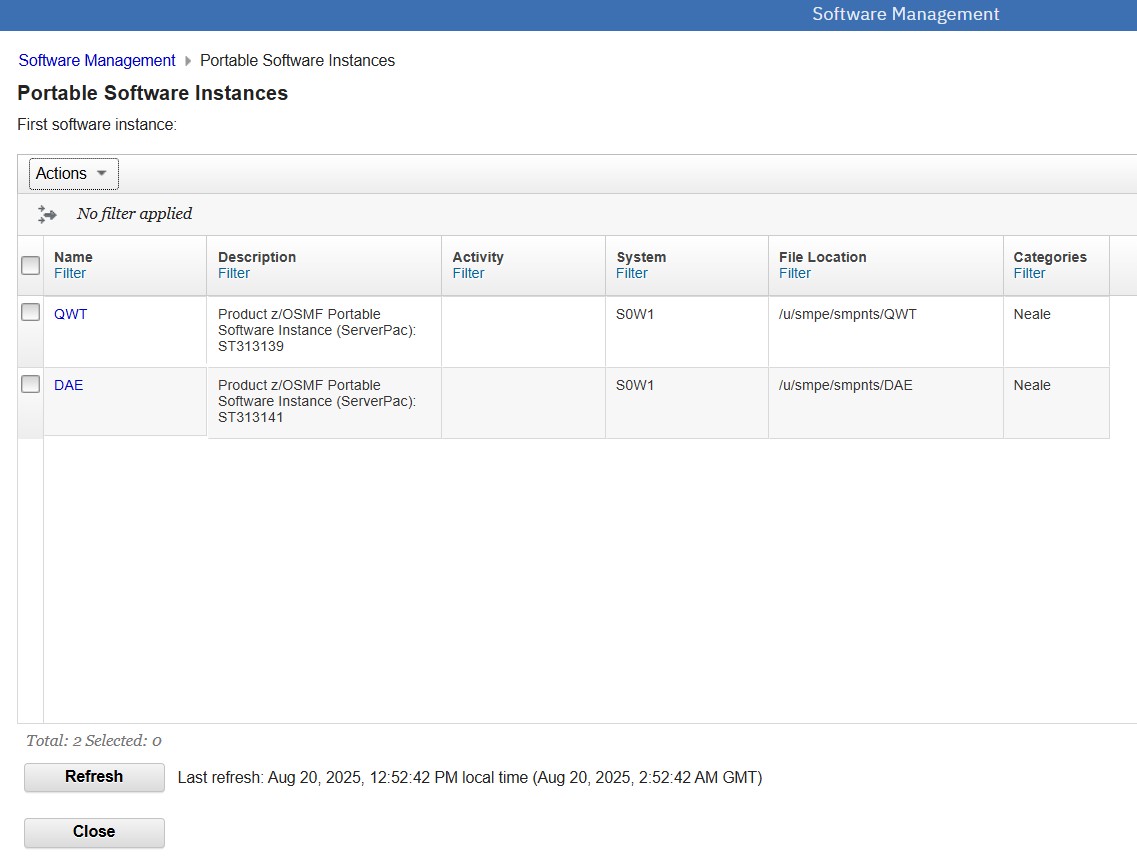 Software Management
Software Management Portable Software Instances
Portable Software Instances
First software instance:
Actions
No filter applied
Name Description Activity System File Location Categories
Filter Filter Filter Filter Filter Filter
QWT Product z/OSMF Portable S0W1 /u/smpe/smpnts/QWT Neale
Software Instance (ServerPac):
ST313139
DAE Product z/OSMF Portable S0W1 /u/smpe/smpnts/DAE Neale
Software Instance (ServerPac):
ST313141
Total: 2 Selected: 0
Refresh Last refresh: Aug 20, 2025, 12:52:42 PM local time (Aug 20, 2025, 2:52:42 AM GMT)
Close